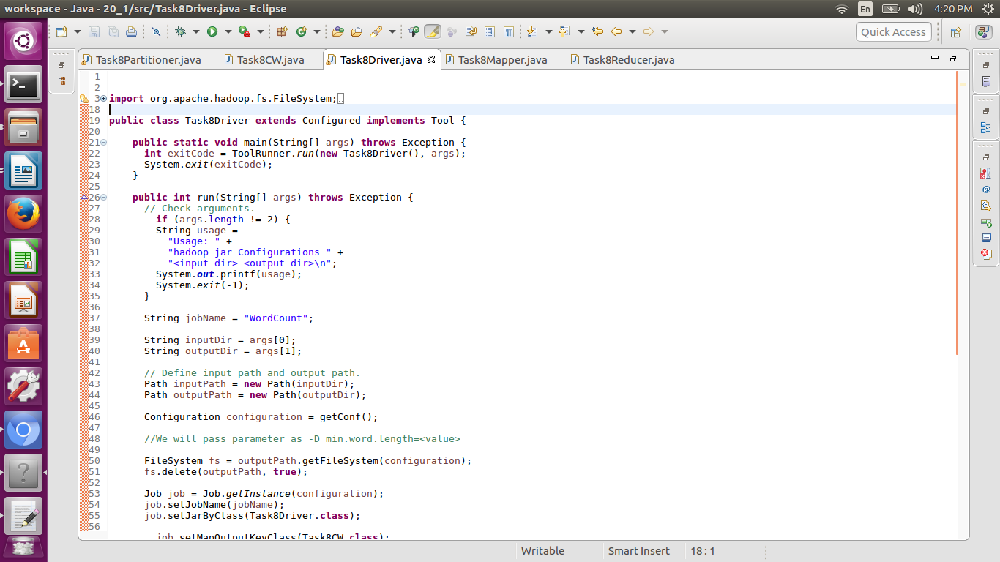 workspace - Java - 20_1/src/Task8Driver.java - Eclipse
En
4:20 PM
Quick Access
Task8Partitioner.java
Task8CW.java
Task8Driver.java
Task8Mapper.java
Task8Reducer.java
1
2
3 import org.apache.hadoop.fs.FileSystem;
18
19 public class Task8Driver extends Configured implements Tool {
20
21 public static void main(String[] args) throws Exception {
22 int exitCode = ToolRunner.run(new Task8Driver(), args);
23 System.exit(exitCode);
24 }
25
26 public int run(String[] args) throws Exception {
27 // Check arguments.
28 if (args.length != 2) {
29 String usage =
30 "Usage: " +
31 "hadoop jar Configurations " +
32 "<input dir> <output dir>\n";
33 System.out.printf(usage);
34 System.exit(-1);
35 }
36
37 String jobName = "WordCount";
38
39 String inputDir = args[0];
40 String outputDir = args[1];
41
42 // Define input path and output path.
43 Path inputPath = new Path(inputDir);
44 Path outputPath = new Path(outputDir);
45
46 Configuration configuration = getConf();
47
48 //We will pass parameter as -D min.word.length=<value>
49
50 FileSystem fs = outputPath.getFileSystem(configuration);
51 fs.delete(outputPath, true);
52
53 Job job = Job.getInstance(configuration);
54 job.setJobName(jobName);
55 job.setJarByClass(Task8Driver.class);
56
job.setMapOutputKeyClass(Task8CW.class);
Writable
Smart Insert
18 : 1